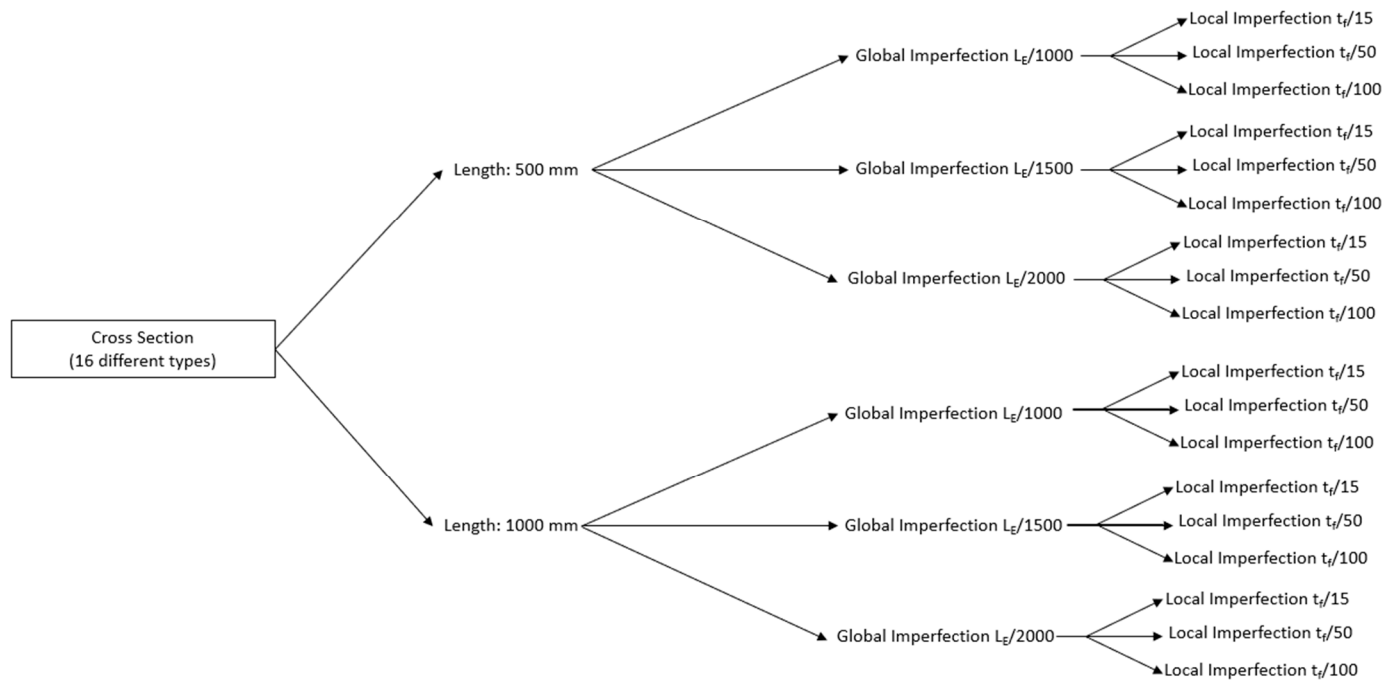 Cross Section
(16 different types)
Length: 500 mm
Global Imperfection L_E/1000
Local Imperfection t_f/15
Local Imperfection t_f/50
Local Imperfection t_f/100
Global Imperfection L_E/1500
Local Imperfection t_f/15
Local Imperfection t_f/50
Local Imperfection t_f/100
Global Imperfection L_E/2000
Local Imperfection t_f/15
Local Imperfection t_f/50
Local Imperfection t_f/100
Length: 1000 mm
Global Imperfection L_E/1000
Local Imperfection t_f/15
Local Imperfection t_f/50
Local Imperfection t_f/100
Global Imperfection L_E/1500
Local Imperfection t_f/15
Local Imperfection t_f/50
Local Imperfection t_f/100
Global Imperfection L_E/2000
Local Imperfection t_f/15
Local Imperfection t_f/50
Local Imperfection t_f/100